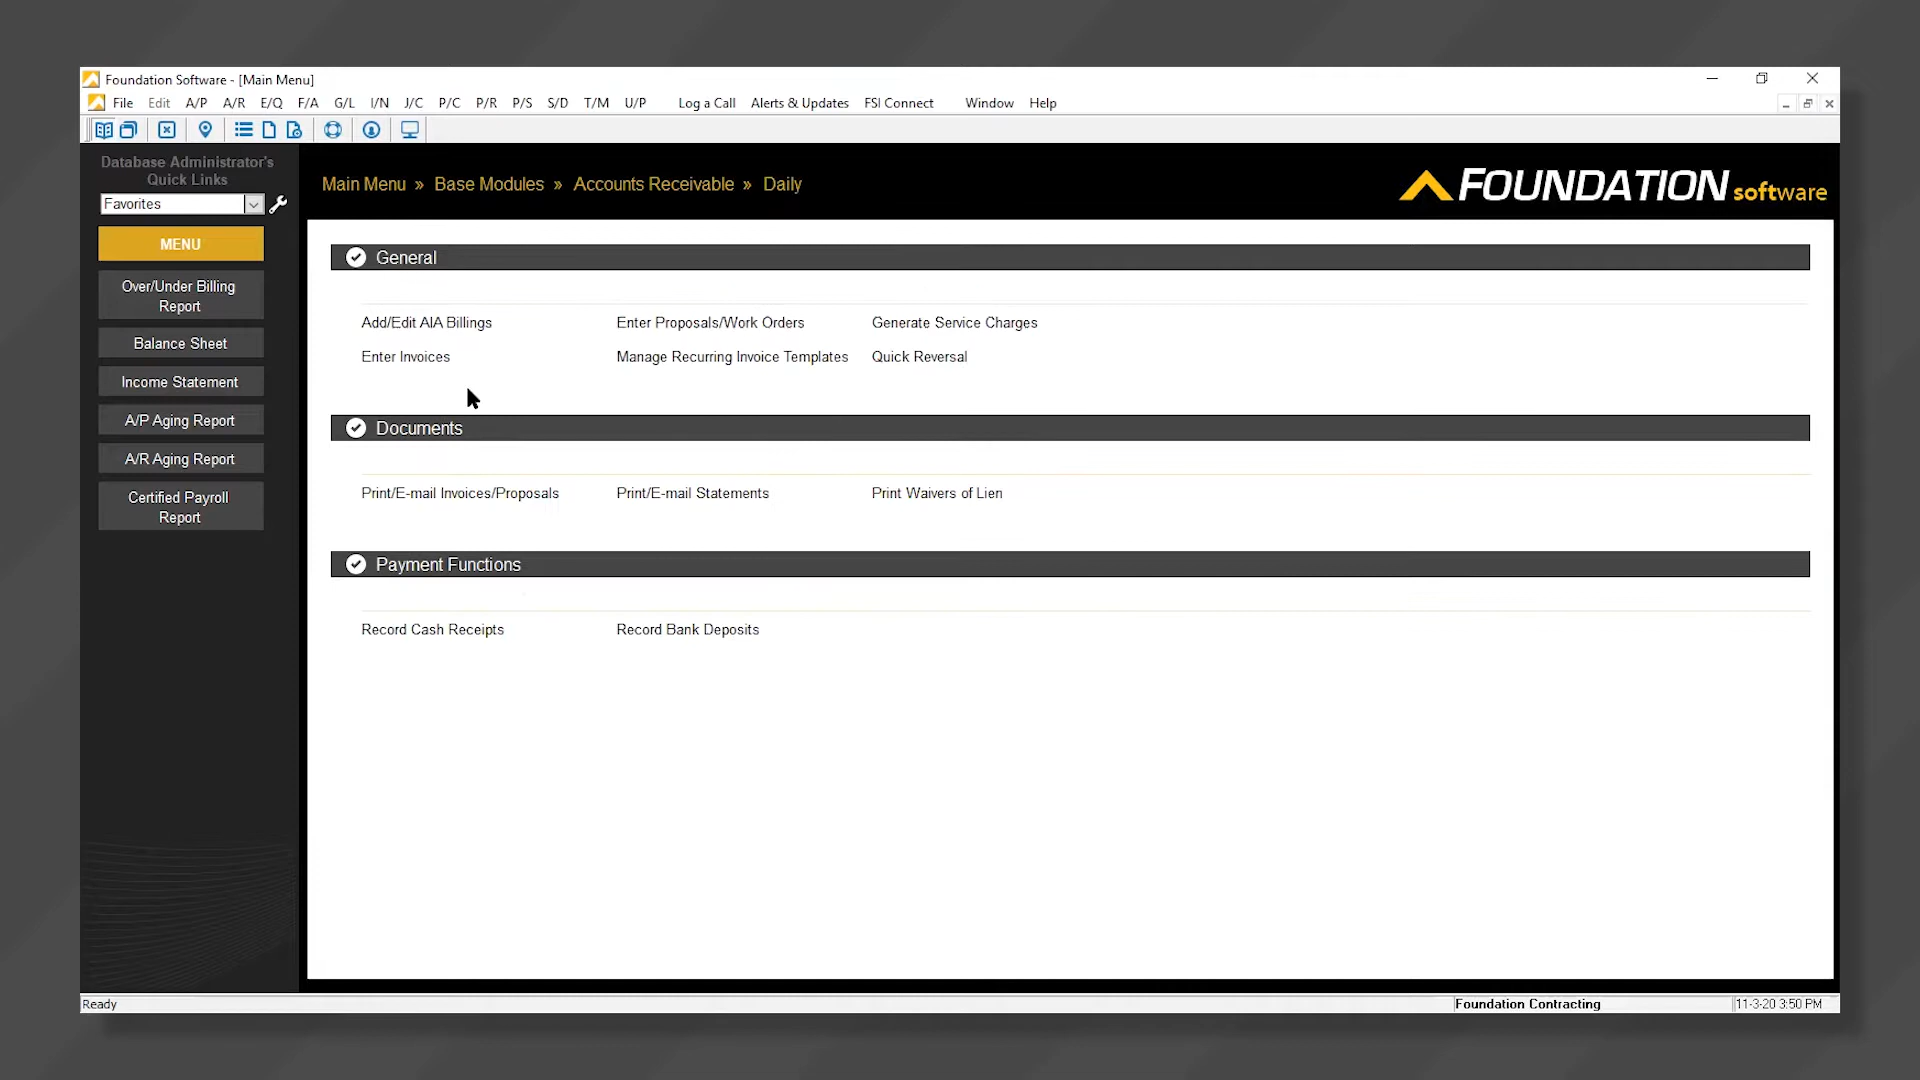 Foundation Software - [Main Menu]
File Edit A/P A/R E/Q F/A G/L I/N J/C P/C P/R P/S S/D T/M U/P Log a Call Alerts & Updates FSI Connect Window Help
Database Administrator's
Quick Links
Favorites
MENU
Over/Under Billing
Report
Balance Sheet
Income Statement
A/P Aging Report
A/R Aging Report
Certified Payroll
Report
Main Menu » Base Modules » Accounts Receivable » Daily
FOUNDATION software
General
Add/Edit AIA Billings Enter Proposals/Work Orders Generate Service Charges
Enter Invoices Manage Recurring Invoice Templates Quick Reversal
Documents
Print/E-mail Invoices/Proposals Print/E-mail Statements Print Waivers of Lien
Payment Functions
Record Cash Receipts Record Bank Deposits
Ready Foundation Contracting 11-3-20 3:50 PM